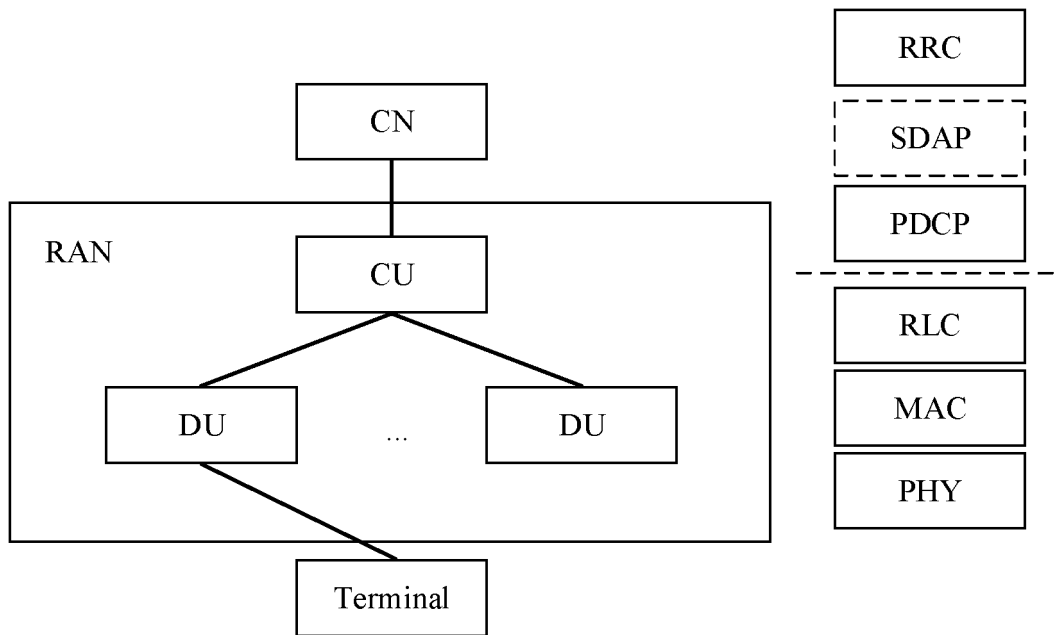 CN
RAN
CU
DU
...
DU
Terminal
RRC
SDAP
PDCP
RLC
MAC
PHY